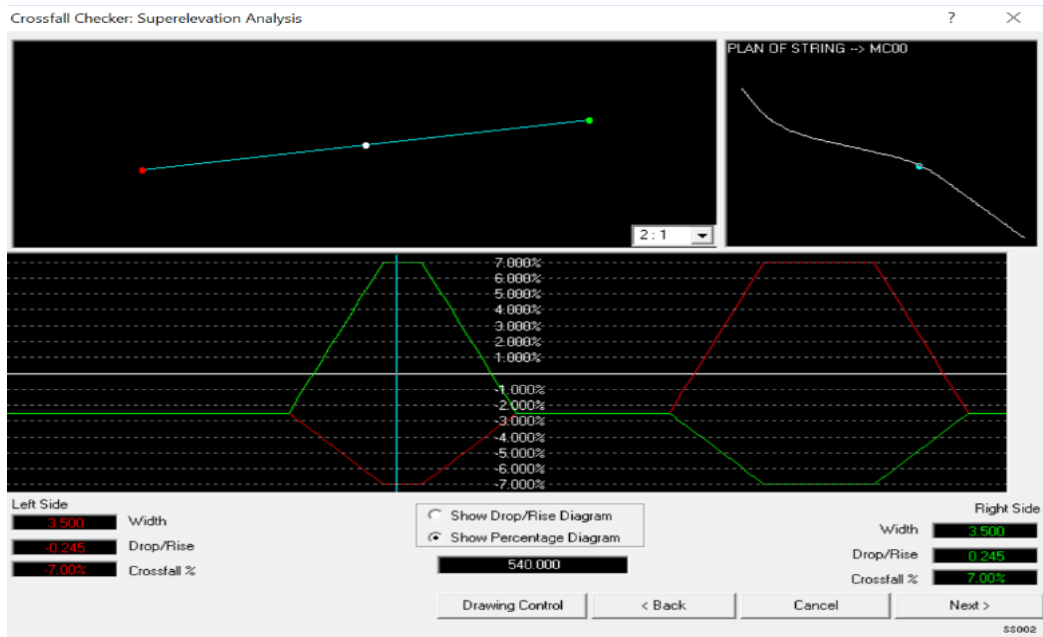 Crossfall Checker: Superelevation Analysis
? ×
PLAN OF STRING --> MC00
2 : 1
7.000%
6.000%
5.000%
4.000%
3.000%
2.000%
1.000%
-1.000%
-2.000%
-3.000%
-4.000%
-5.000%
-6.000%
-7.000%
Left Side
3.500 Width
-0.245 Drop/Rise
-7.00% Crossfall %
Show Drop/Rise Diagram
Show Percentage Diagram
540.000
Right Side
Width 3.500
Drop/Rise 0.245
Crossfall % 7.00%
Drawing Control
< Back
Cancel
Next >
SS002